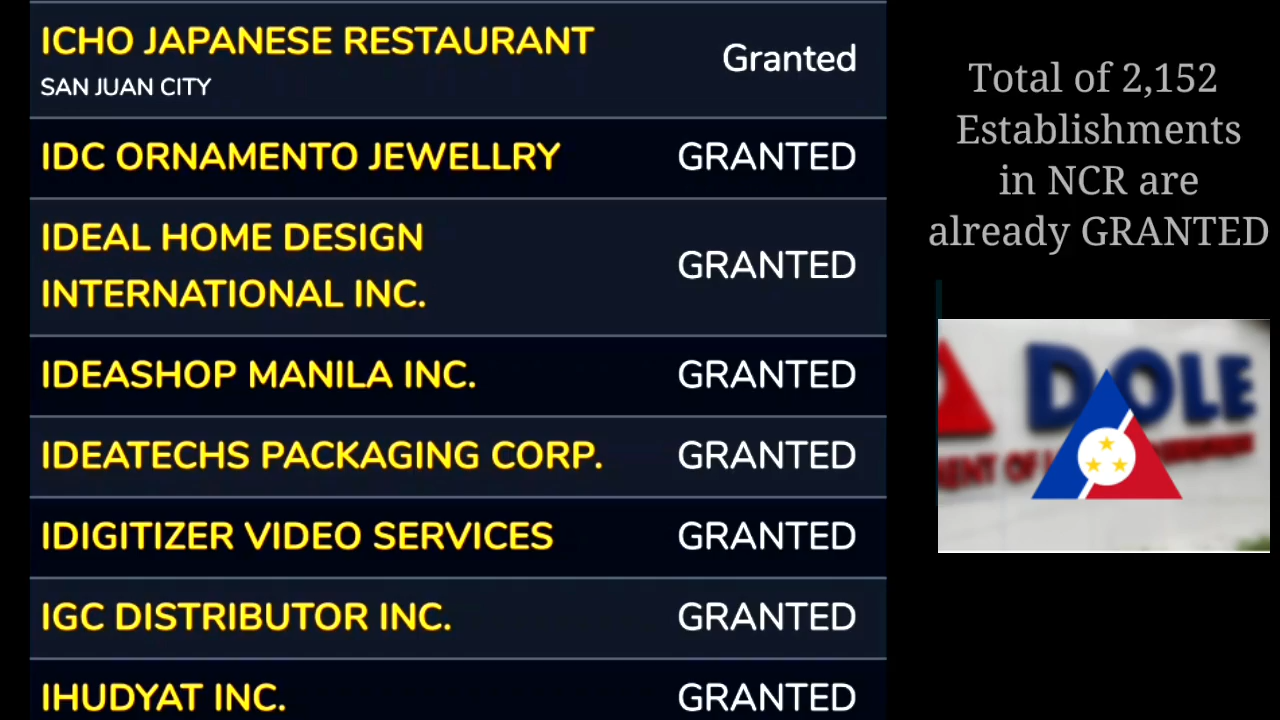 ICHO JAPANESE RESTAURANT
Granted
SAN JUAN CITY
IDC ORNAMENTO JEWELLRY
GRANTED
IDEAL HOME DESIGN
INTERNATIONAL INC.
GRANTED
IDEASHOP MANILA INC.
GRANTED
IDEATECHS PACKAGING CORP.
GRANTED
IDIGITIZER VIDEO SERVICES
GRANTED
IGC DISTRIBUTOR INC.
GRANTED
IHUDYAT INC.
GRANTED
Total of 2,152
Establishments
in NCR are
already GRANTED
DOLE